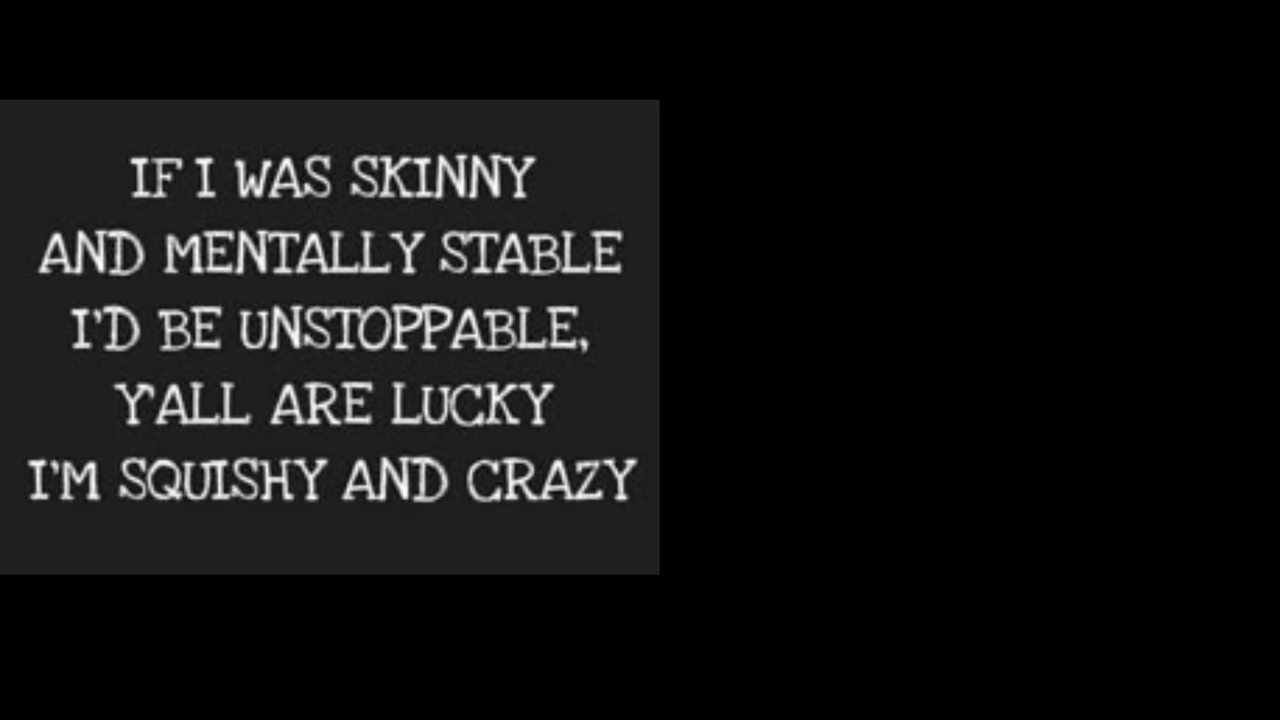 IF I WAS SKINNY
AND MENTALLY STABLE
I'D BE UNSTOPPABLE,
Y'ALL ARE LUCKY
I'M SQUISHY AND CRAZY